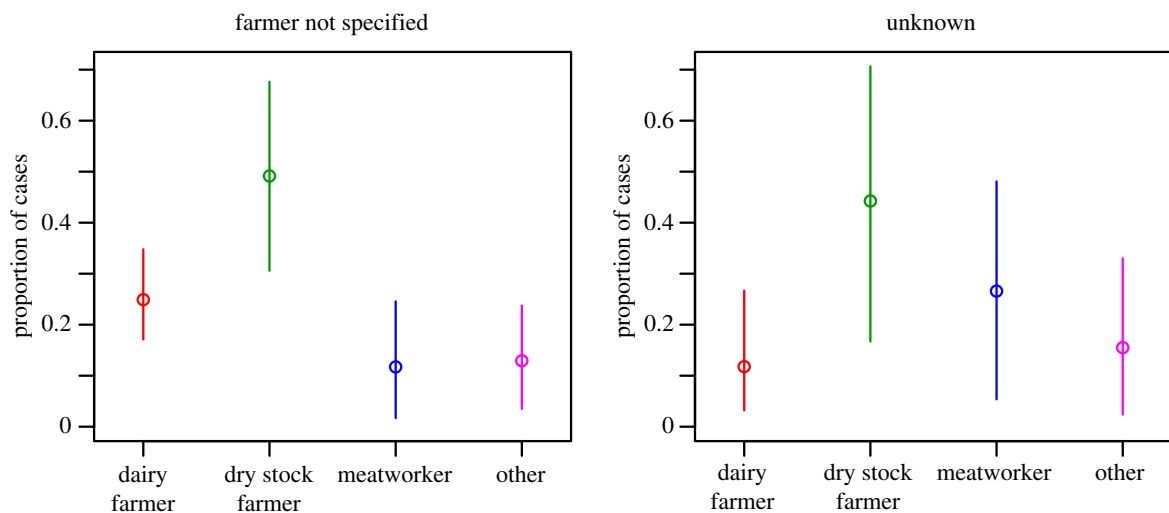 farmer not specified
proportion of cases
0.6
0.4
0.2
0
dairy
farmer
dry stock
farmer
meatworker
other
unknown
proportion of cases
0.6
0.4
0.2
0
dairy
farmer
dry stock
farmer
meatworker
other